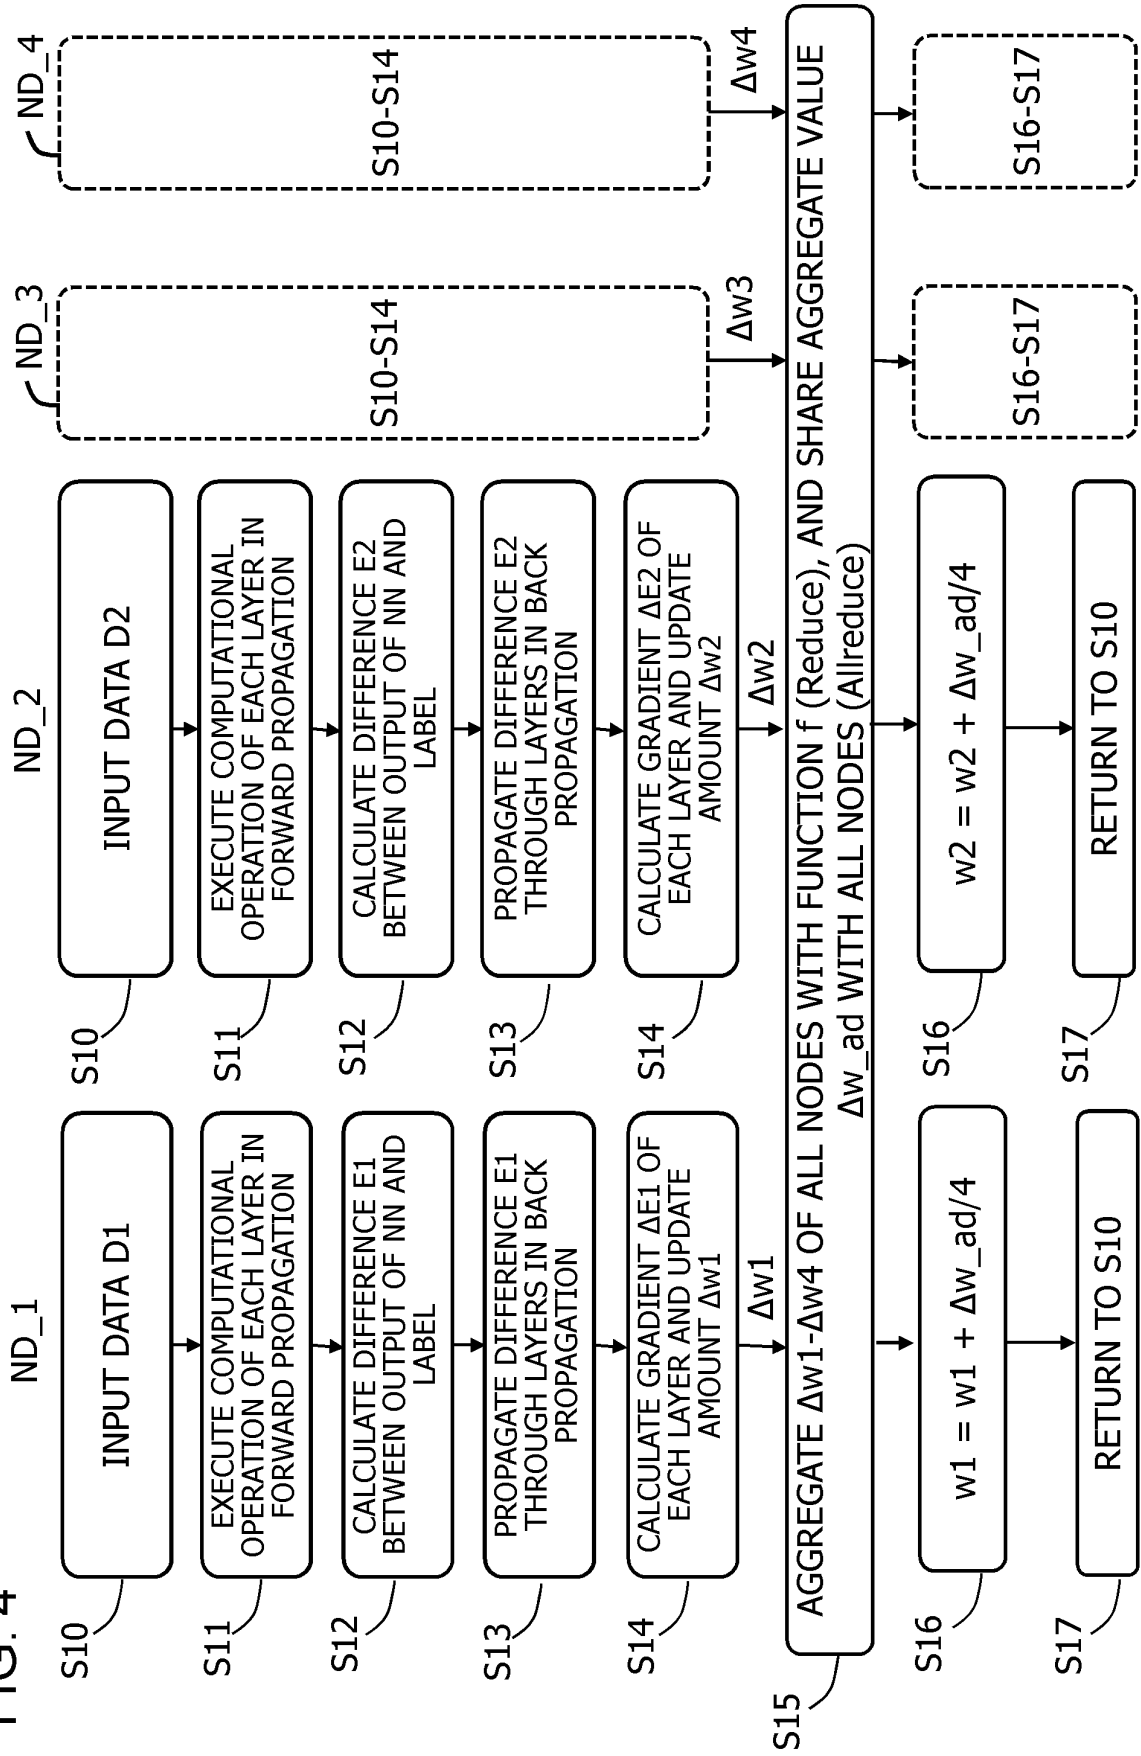 FIG. 4
ND_1
S10
INPUT DATA D1
S11
EXECUTE COMPUTATIONAL
OPERATION OF EACH LAYER IN
FORWARD PROPAGATION
S12
CALCULATE DIFFERENCE E1
BETWEEN OUTPUT OF NN AND
LABEL
S13
PROPAGATE DIFFERENCE E1
THROUGH LAYERS IN BACK
PROPAGATION
S14
CALCULATE GRADIENT ΔE1 OF
EACH LAYER AND UPDATE
AMOUNT Δw1
Δw1
ND_2
S10
INPUT DATA D2
S11
EXECUTE COMPUTATIONAL
OPERATION OF EACH LAYER IN
FORWARD PROPAGATION
S12
CALCULATE DIFFERENCE E2
BETWEEN OUTPUT OF NN AND
LABEL
S13
PROPAGATE DIFFERENCE E2
THROUGH LAYERS IN BACK
PROPAGATION
S14
CALCULATE GRADIENT ΔE2 OF
EACH LAYER AND UPDATE
AMOUNT Δw2
Δw2
ND_3
S10-S14
Δw3
ND_4
S10-S14
Δw4
S15
AGGREGATE Δw1-Δw4 OF ALL NODES WITH FUNCTION f (Reduce), AND SHARE AGGREGATE VALUE
Δw_ad WITH ALL NODES (Allreduce)
S16
w1 = w1 + Δw_ad/4
S17
RETURN TO S10
S16
w2 = w2 + Δw_ad/4
S17
RETURN TO S10
S16-S17
S16-S17